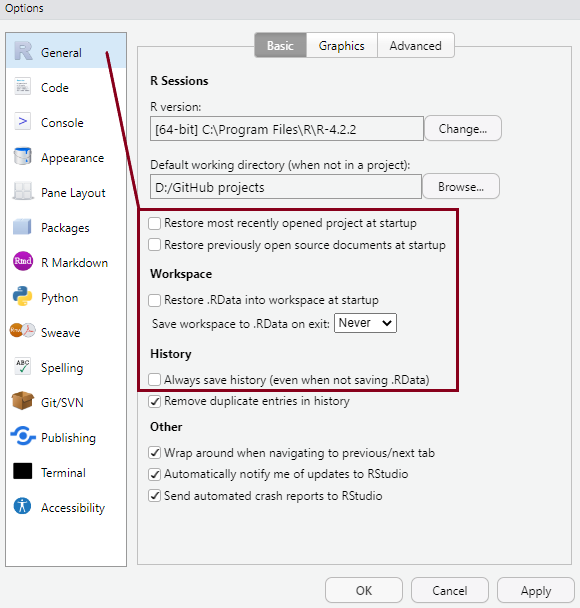 Options
General
Code
Console
Appearance
Pane Layout
Packages
Rmd R Markdown
Python
Sweave
ABC Spelling
Git/SVN
Publishing
Terminal
Accessibility
Basic Graphics Advanced
R Sessions
R version:
[64-bit] C:\Program Files\R\R-4.2.2 Change...
Default working directory (when not in a project):
D:/GitHub projects Browse...
Restore most recently opened project at startup
Restore previously open source documents at startup
Workspace
Restore .RData into workspace at startup
Save workspace to .RData on exit: Never
History
Always save history (even when not saving .RData)
Remove duplicate entries in history
Other
Wrap around when navigating to previous/next tab
Automatically notify me of updates to RStudio
Send automated crash reports to RStudio
OK Cancel Apply